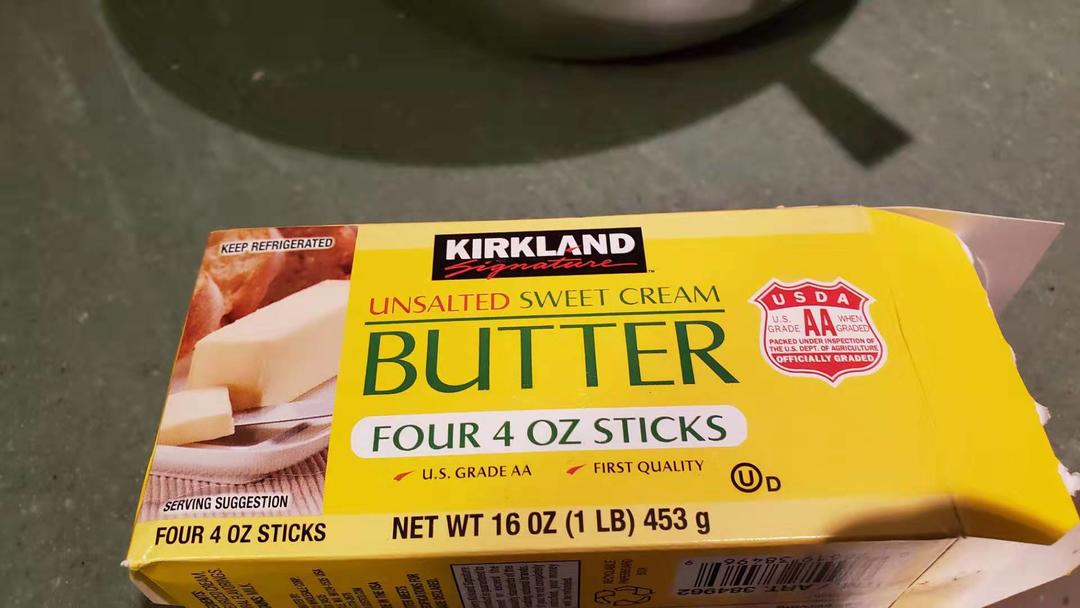 KEEP REFRIGERATED
KIRKLAND
Signature
UNSALTED SWEET CREAM
BUTTER
FOUR 4 OZ STICKS
U.S. GRADE AA
FIRST QUALITY
U D
USDA
U.S. GRADE AA WHEN GRADED
PACKED UNDER INSPECTION OF
THE U.S. DEPT. OF AGRICULTURE
OFFICIALLY GRADED
SERVING SUGGESTION
FOUR 4 OZ STICKS
NET WT 16 OZ (1 LB) 453 g
ART. 384962